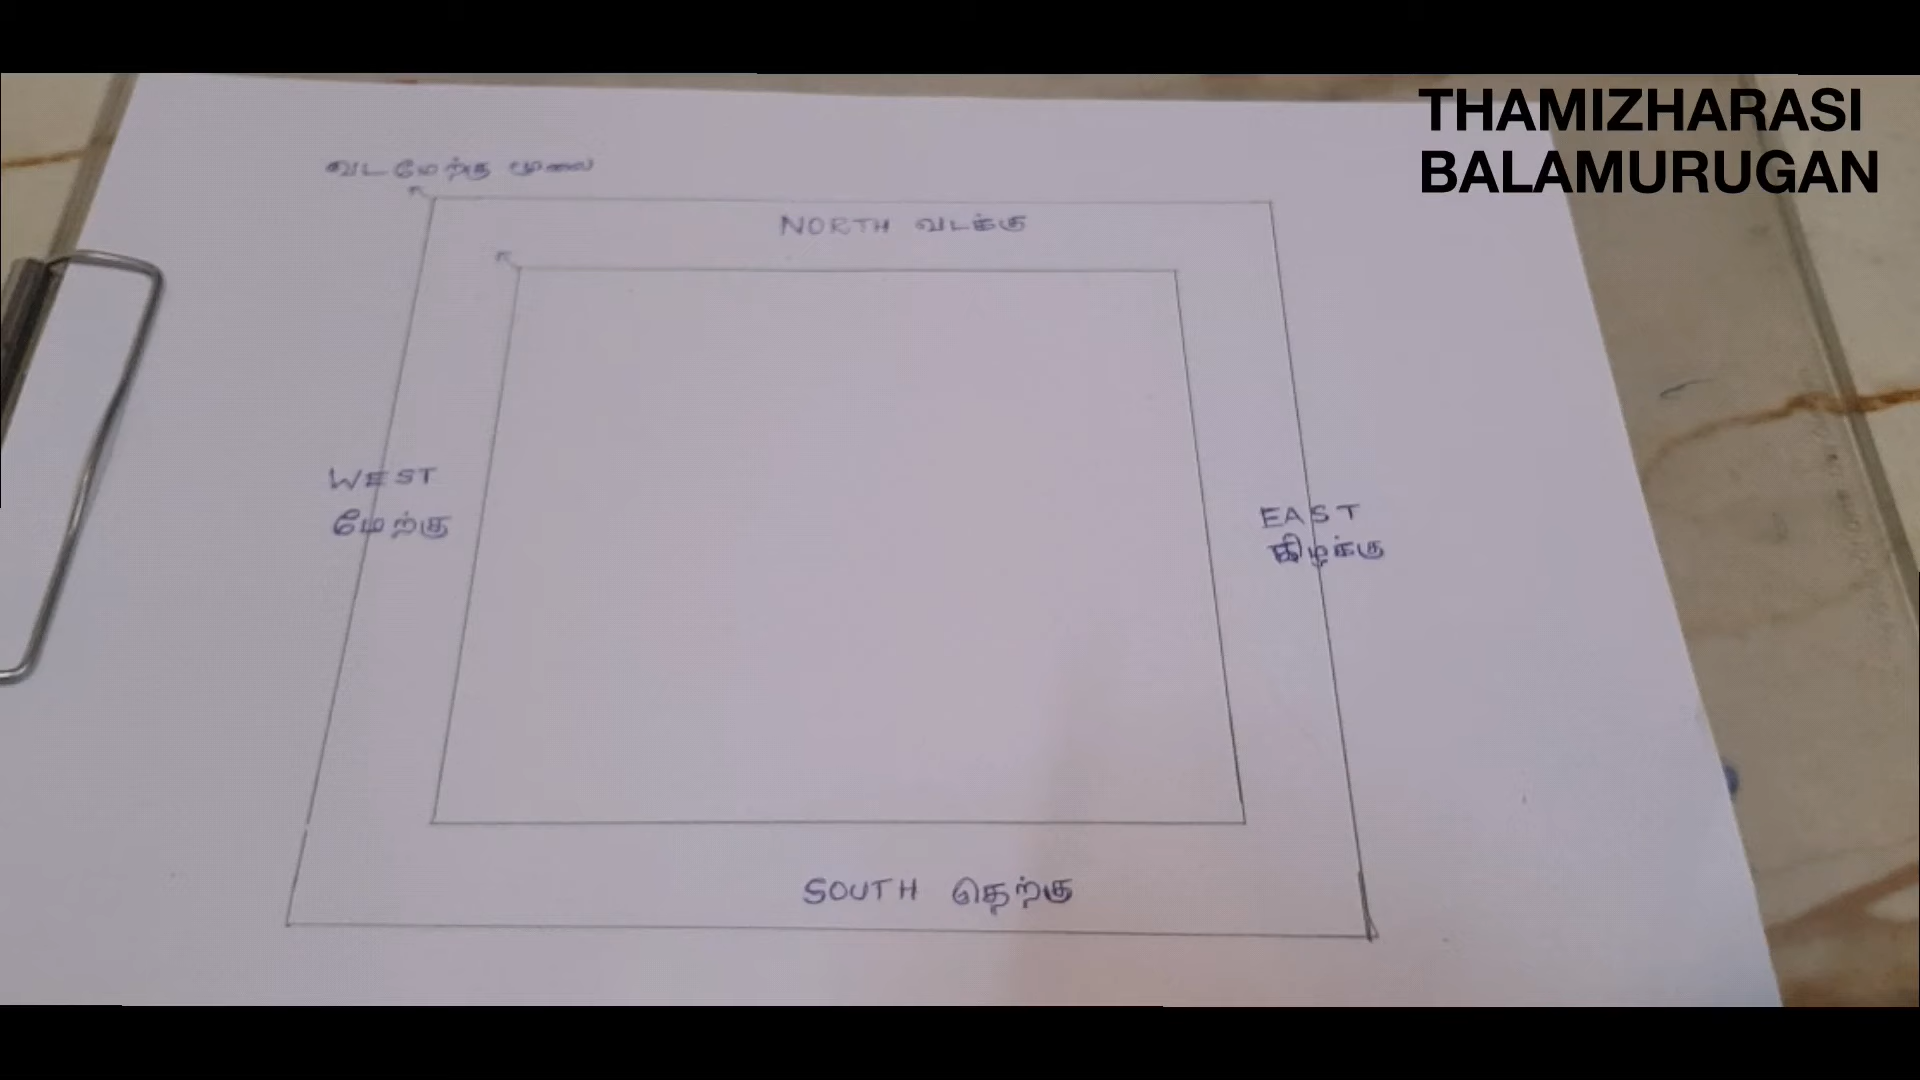 THAMIZHARASI
BALAMURUGAN
வடமேற்கு மூலை
NORTH வடக்கு
WEST
மேற்கு
EAST
கிழக்கு
SOUTH தெற்கு